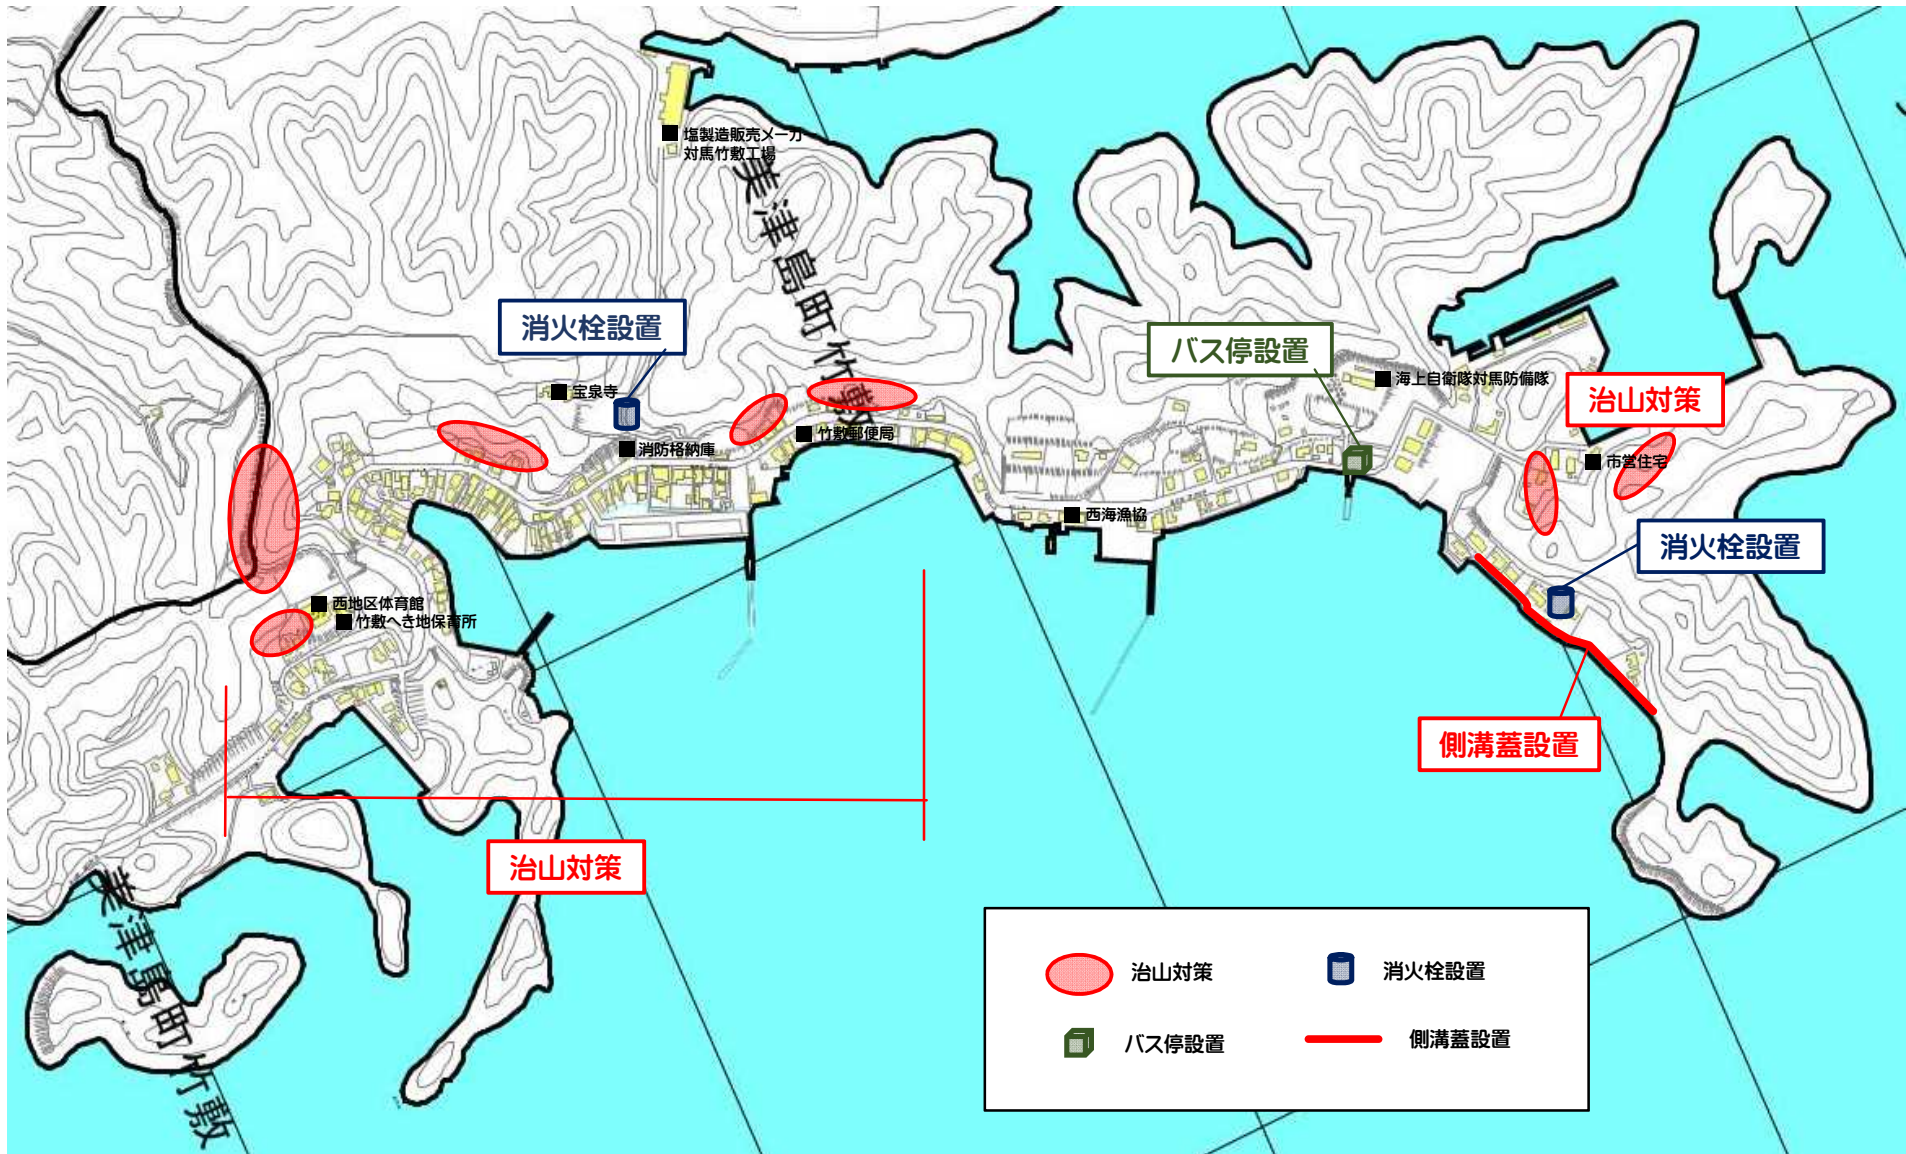 塩製造販売メーカ
対馬竹敷工場
美津島町竹敷
消火栓設置
バス停設置
宝泉寺
海上自衛隊対馬防備隊
治山対策
消防格納庫
竹敷郵便局
市営住宅
西海漁協
消火栓設置
西地区体育館
竹敷へき地保育所
側溝蓋設置
治山対策
美津島町竹敷
治山対策
消火栓設置
バス停設置
側溝蓋設置